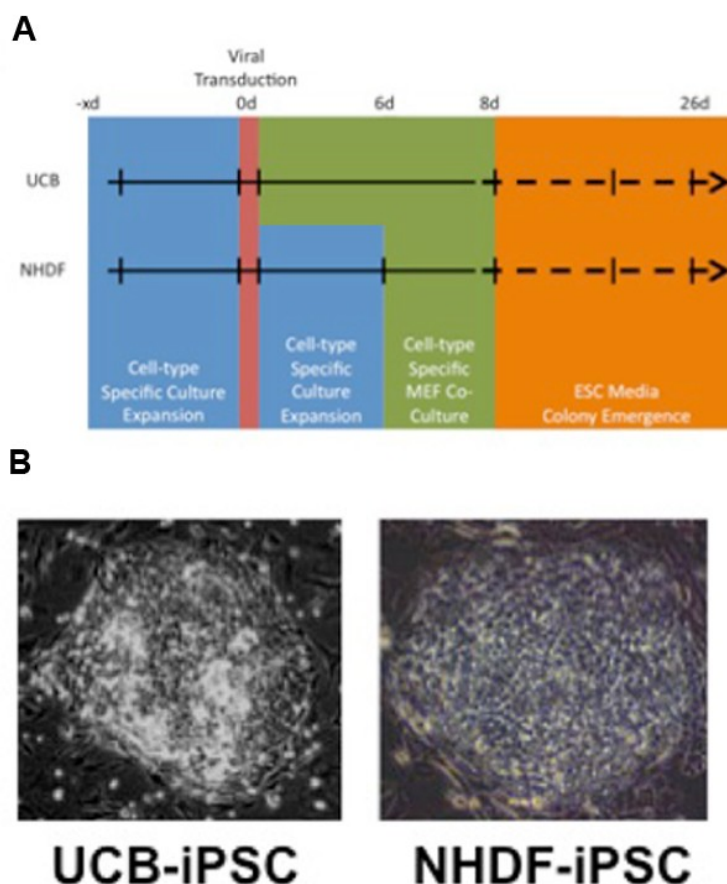 A
Viral
Transduction
-xd 0d 6d 8d 26d
UCB
NHDF
Cell-type
Specific Culture
Expansion
Cell-type
Specific
Culture
Expansion
Cell-type
Specific
MEF Co-
Culture
ESC Media
Colony Emergence
B
UCB-iPSC NHDF-iPSC